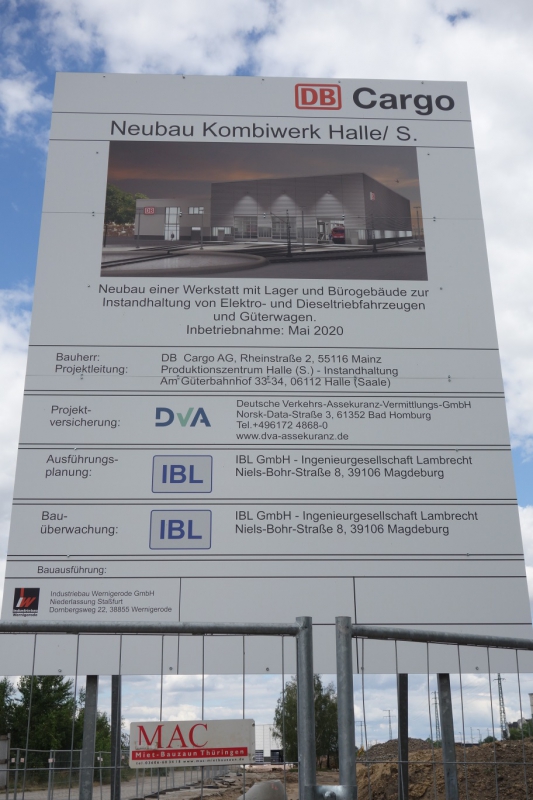 DB Cargo
Neubau Kombiwerk Halle/ S.
DB
Neubau einer Werkstatt mit Lager und Bürogebäude zur
Instandhaltung von Elektro- und Dieseltriebfahrzeugen
und Güterwagen.
Inbetriebnahme: Mai 2020
Bauherr: DB Cargo AG, Rheinstraße 2, 55116 Mainz
Projektleitung: Produktionszentrum Halle (S.) - Instandhaltung
Am Güterbahnhof 33-34, 06112 Halle (Saale)
Projekt-
versicherung:
DVA
Deutsche Verkehrs-Assekuranz-Vermittlungs-GmbH
Norsk-Data-Straße 3, 61352 Bad Homburg
Tel.+496172 4868-0
www.dva-assekuranz.de
Ausführungs-
planung:
IBL
IBL GmbH - Ingenieurgesellschaft Lambrecht
Niels-Bohr-Straße 8, 39106 Magdeburg
Bau-
überwachung:
IBL
IBL GmbH - Ingenieurgesellschaft Lambrecht
Niels-Bohr-Straße 8, 39106 Magdeburg
Bauausführung:
Industriebau
Wernigerode
Industriebau Wernigerode GmbH
Niederlassung Staßfurt
Dornbergsweg 22, 38855 Wernigerode
MAC
Miet-Bauzaun Thüringen